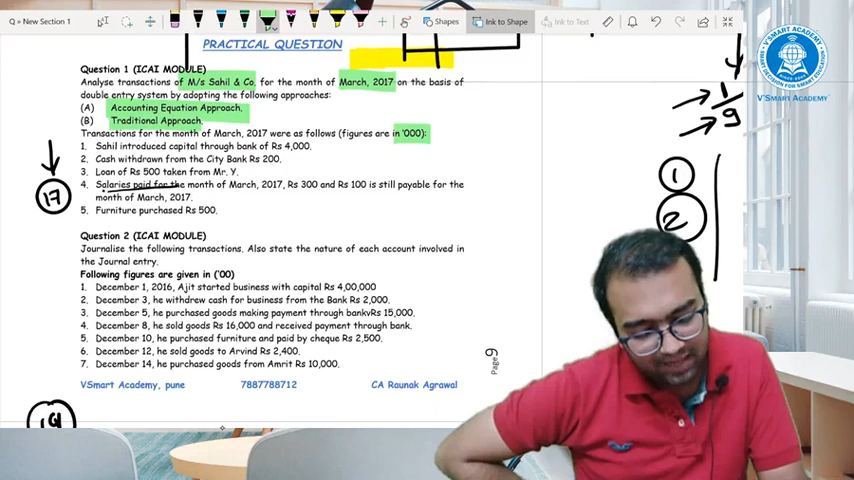 Q » New Section 1
Shapes
Ink to Shape
Ink to Text
PRACTICAL QUESTION
Question 1 (ICAI MODULE)
Analyse transactions of M/s Sahil & Co. for the month of March, 2017 on the basis of
double entry system by adopting the following approaches:
(A) Accounting Equation Approach.
(B) Traditional Approach.
Transactions for the month of March, 2017 were as follows (figures are in '000):
1. Sahil introduced capital through bank of Rs 4,000.
2. Cash withdrawn from the City Bank Rs 200.
3. Loan of Rs 500 taken from Mr. Y.
4. Salaries paid for the month of March, 2017, Rs 300 and Rs 100 is still payable for the
month of March, 2017.
5. Furniture purchased Rs 500.
17
Question 2 (ICAI MODULE)
Journalise the following transactions. Also state the nature of each account involved in
the Journal entry.
Following figures are given in ('00)
1. December 1, 2016, Ajit started business with capital Rs 4,00,000
2. December 3, he withdrew cash for business from the Bank Rs 2,000.
3. December 5, he purchased goods making payment through bankvRs 15,000.
4. December 8, he sold goods Rs 16,000 and received payment through bank.
5. December 10, he purchased furniture and paid by cheque Rs 2,500.
6. December 12, he sold goods to Arvind Rs 2,400.
7. December 14, he purchased goods from Amrit Rs 10,000.
VSmart Academy, pune 7887788712 CA Raunak Agrawal
Page 9
19
1
9
1
2
V'SMART ACADEMY
SMART DECISION FOR SMART EDUCATION
V'SMART ACADEMY